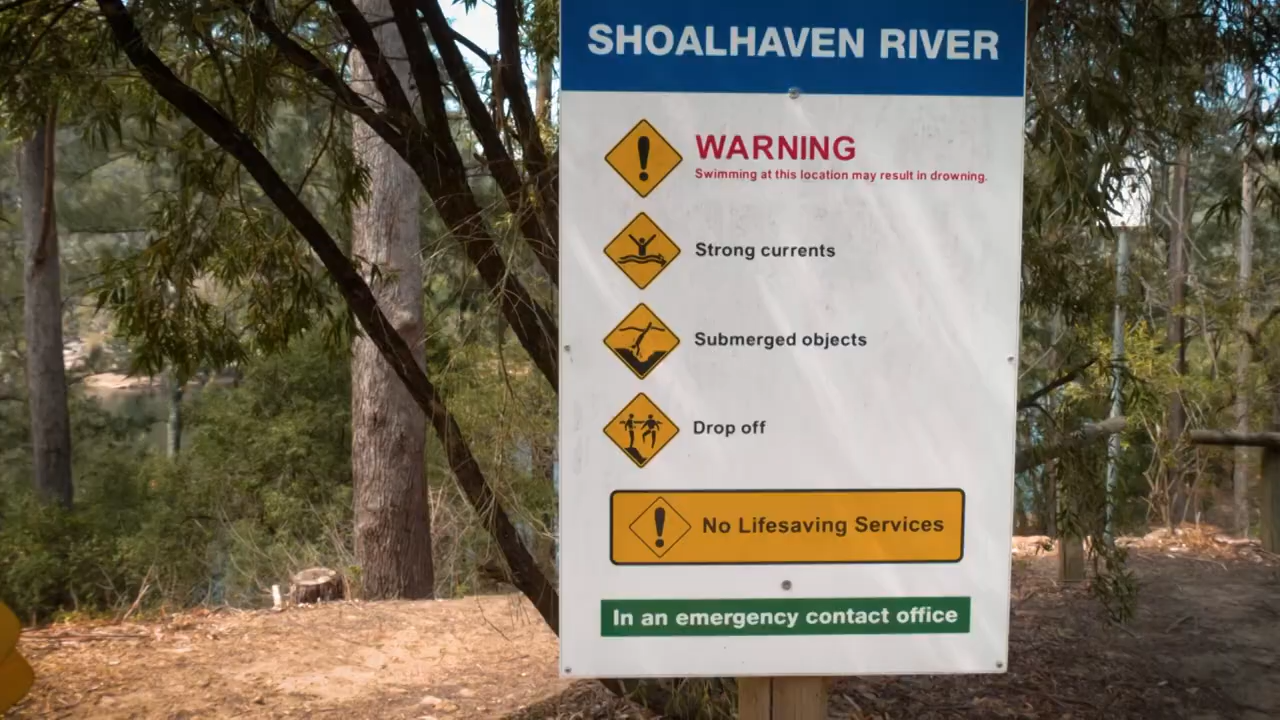 SHOALHAVEN RIVER
WARNING
Swimming at this location may result in drowning.
Strong currents
Submerged objects
Drop off
No Lifesaving Services
In an emergency contact office